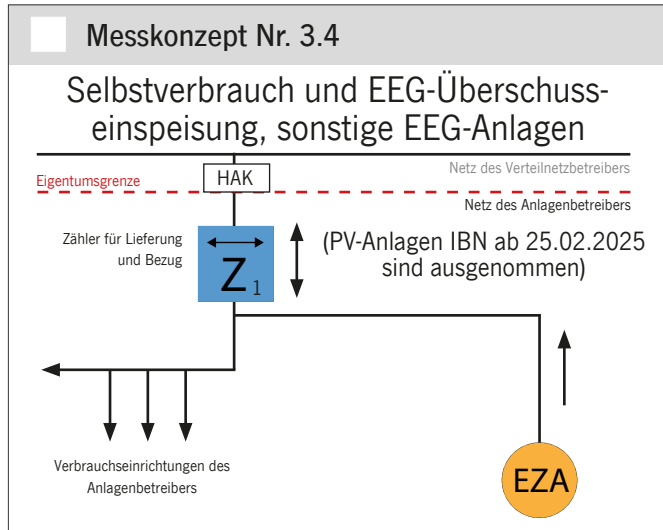 Messkonzept Nr. 3.4
Selbstverbrauch und EEG-Überschuss-
einspeisung, sonstige EEG-Anlagen
HAK
Netz des Verteilnetzbetreibers
Eigentumsgrenze
Netz des Anlagenbetreibers
Zähler für Lieferung
und Bezug
Z1
(PV-Anlagen IBN ab 25.02.2025
sind ausgenommen)
Verbrauchseinrichtungen des
Anlagenbetreibers
EZA